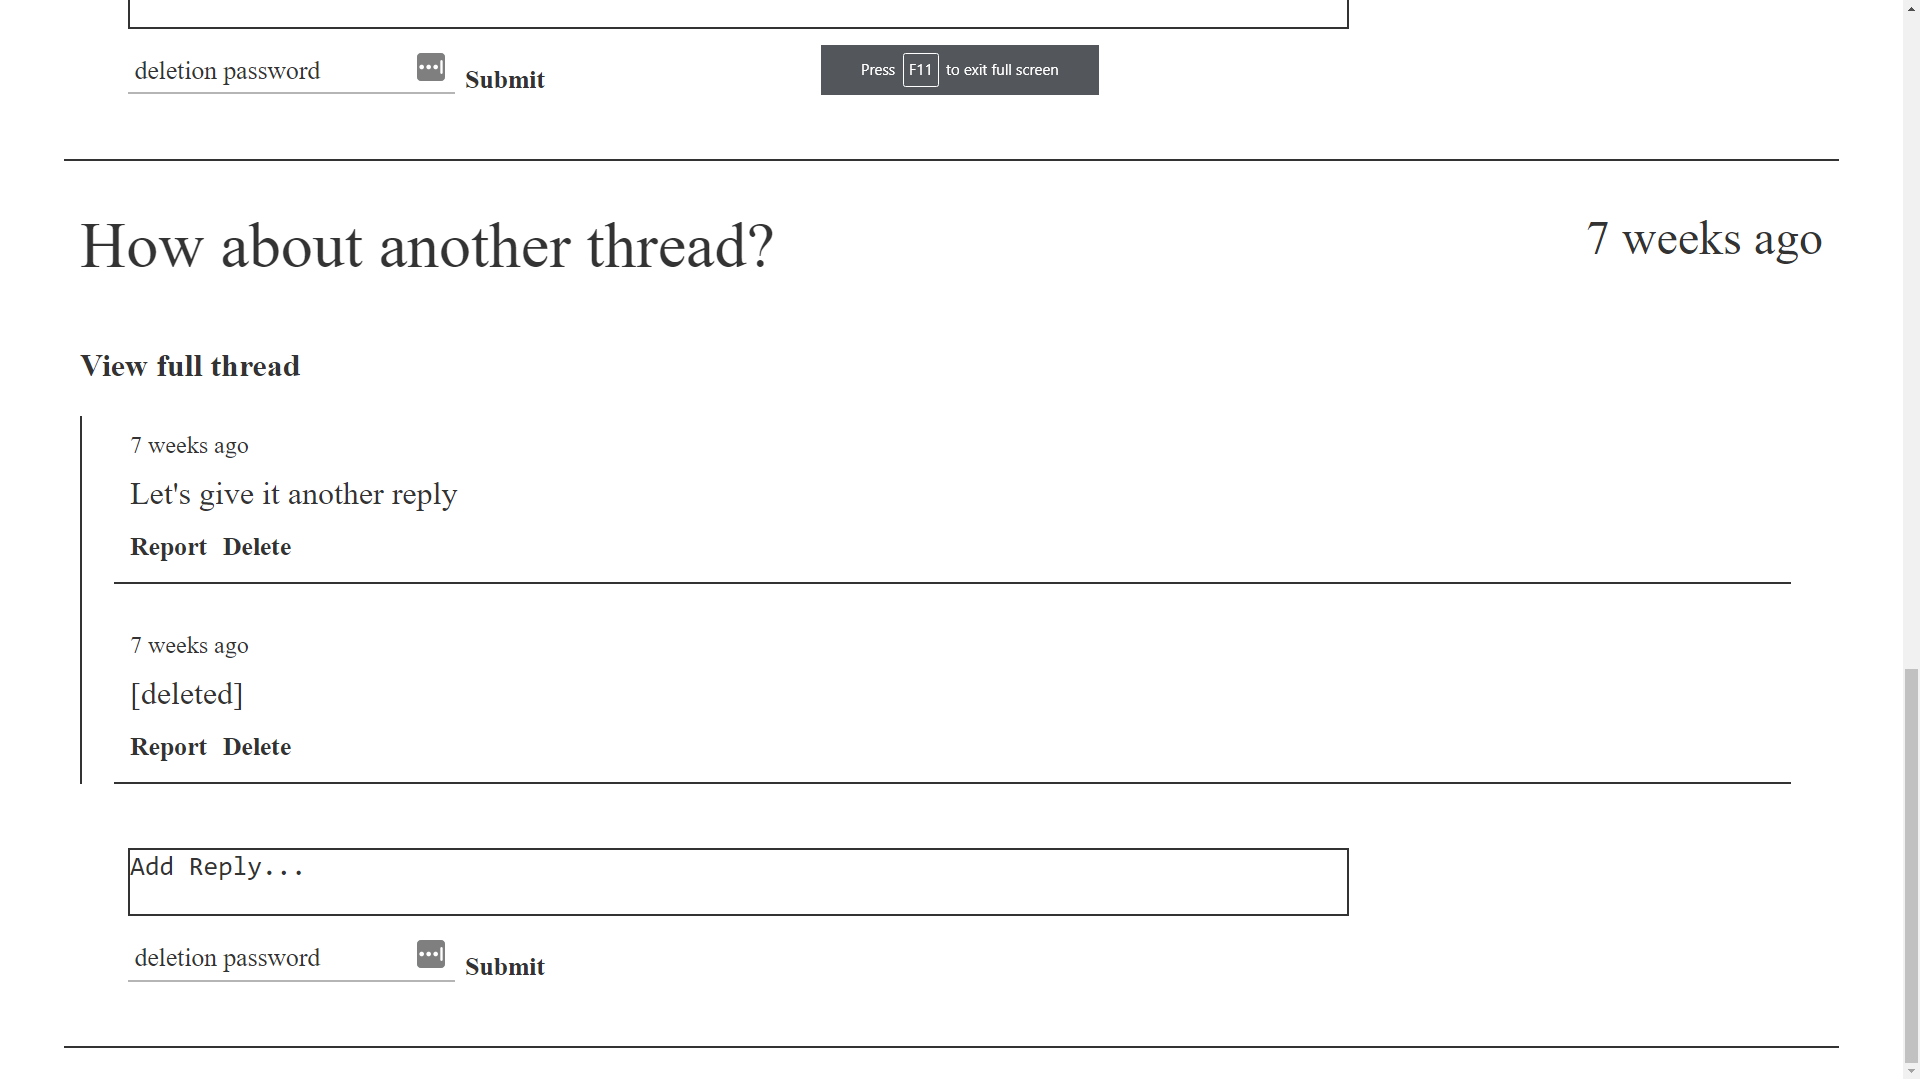 deletion password
Submit
Press F11 to exit full screen
How about another thread?
7 weeks ago
View full thread
7 weeks ago
Let's give it another reply
Report Delete
7 weeks ago
[deleted]
Report Delete
Add Reply...
deletion password
Submit